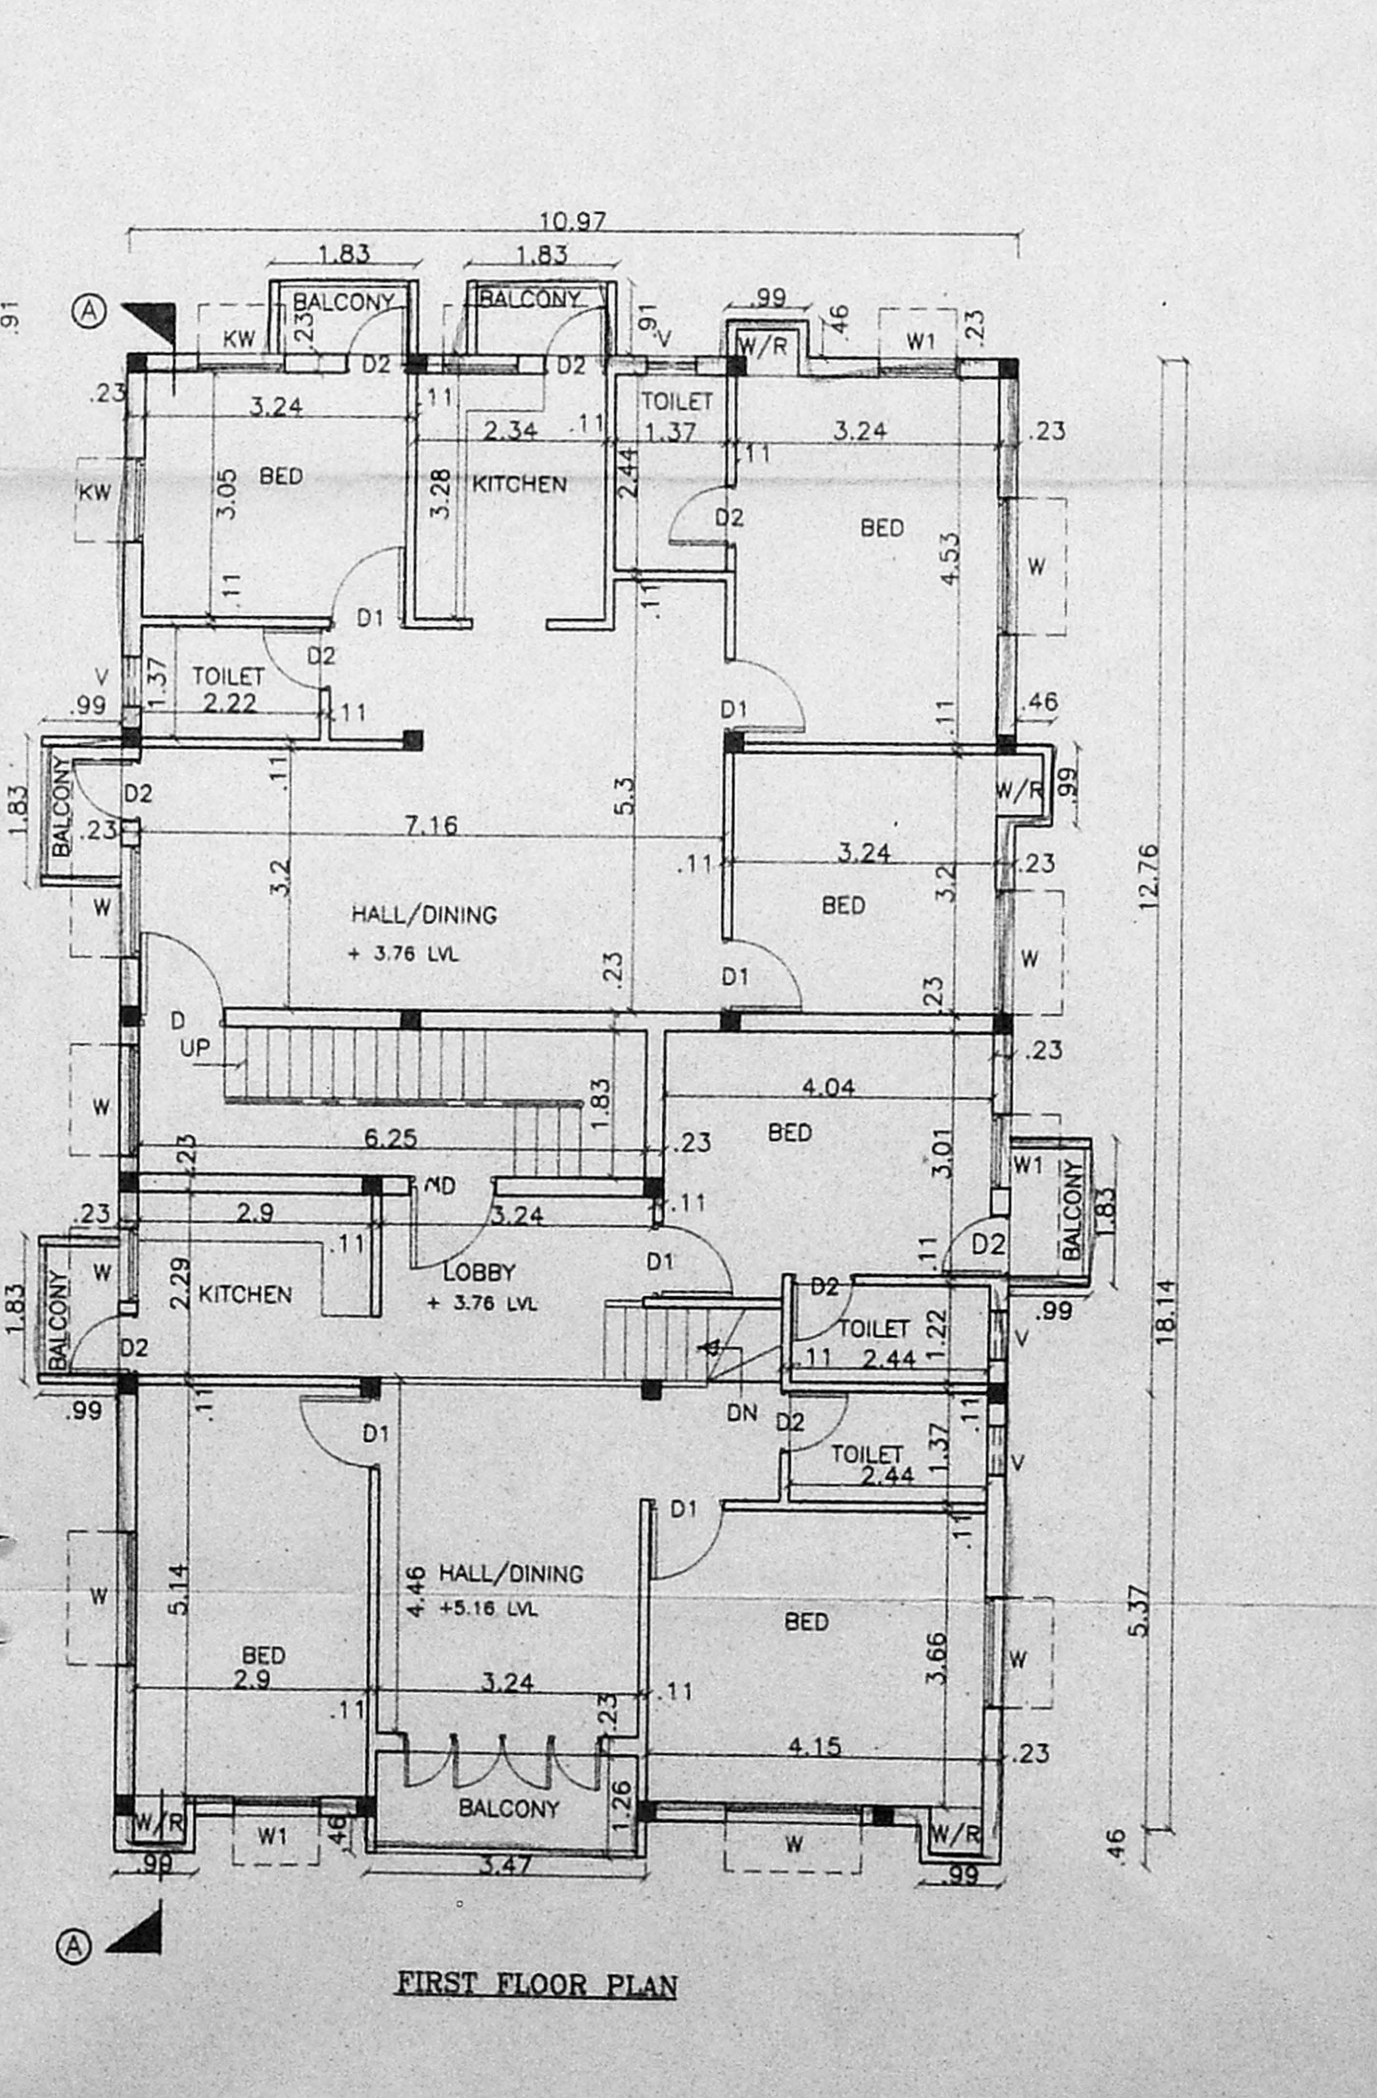 10.97
1.83 1.83
.91
A BALCONY BALCONY .99 .46 .23
KW .23 .91 V W/R W1
D2 D2
.23 3.24 .11 TOILET
2.34 .11 1.37 3.24 .23
KW BED 3.05 3.28 KITCHEN 2.44 .11
D2 BED
4.53 W
.11 D1 .11
D2
V 1.37 TOILET
.99 2.22 .11 D1 .11 .46
.11
1.83 BALCONY D2 5.3 W/R .99
.23 7.16
3.2 .11 3.24 3.2 .23 12.76
W HALL/DINING BED
+ 3.76 LVL W
.23 D1 .23
D
UP .23
W 1.83 4.04
6.25 .23 BED 3.01
.23 W1
MD BALCONY 1.83
.23 2.9 3.24 .11
.11 D1 .11 D2
1.83 BALCONY W 2.29 KITCHEN LOBBY D2
+ 3.76 LVL .99
D2 TOILET 1.22 V 18.14
.11 2.44
.99 .11 DN D2 .11
D1 TOILET 1.37 V
2.44
D1
.11
W 5.14 4.46 HALL/DINING 5.37
+5.16 LVL BED
BED 3.66 W
2.9 3.24 .11
.11 .23
4.15 .23
W/R BALCONY 1.26 W/R
W1 .46 W .46
.99 3.47 .99
A
FIRST FLOOR PLAN